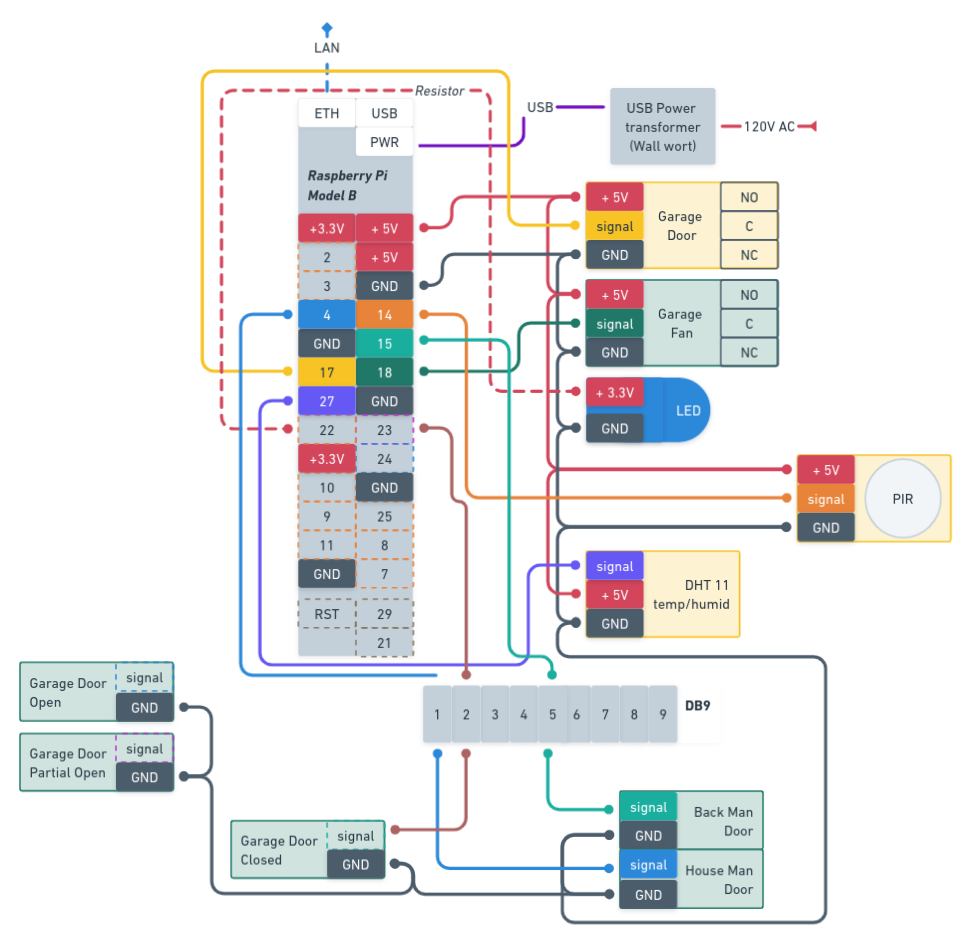 LAN
Resistor
ETH
USB
PWR
Raspberry Pi
Model B
+3.3V
+ 5V
2
+ 5V
3
GND
4
14
GND
15
17
18
27
GND
22
23
+3.3V
24
10
GND
9
25
11
8
GND
7
RST
29
21
USB
USB Power
transformer
(Wall wort)
120V AC
+ 5V
signal
GND
Garage
Door
NO
C
NC
+ 5V
signal
GND
Garage
Fan
NO
C
NC
+ 3.3V
GND
LED
+ 5V
signal
GND
PIR
signal
+ 5V
GND
DHT 11
temp/humid
1
2
3
4
5
6
7
8
9
DB9
Garage Door
Open
signal
GND
Garage Door
Partial Open
signal
GND
Garage Door
Closed
signal
GND
signal
GND
Back Man
Door
signal
GND
House Man
Door